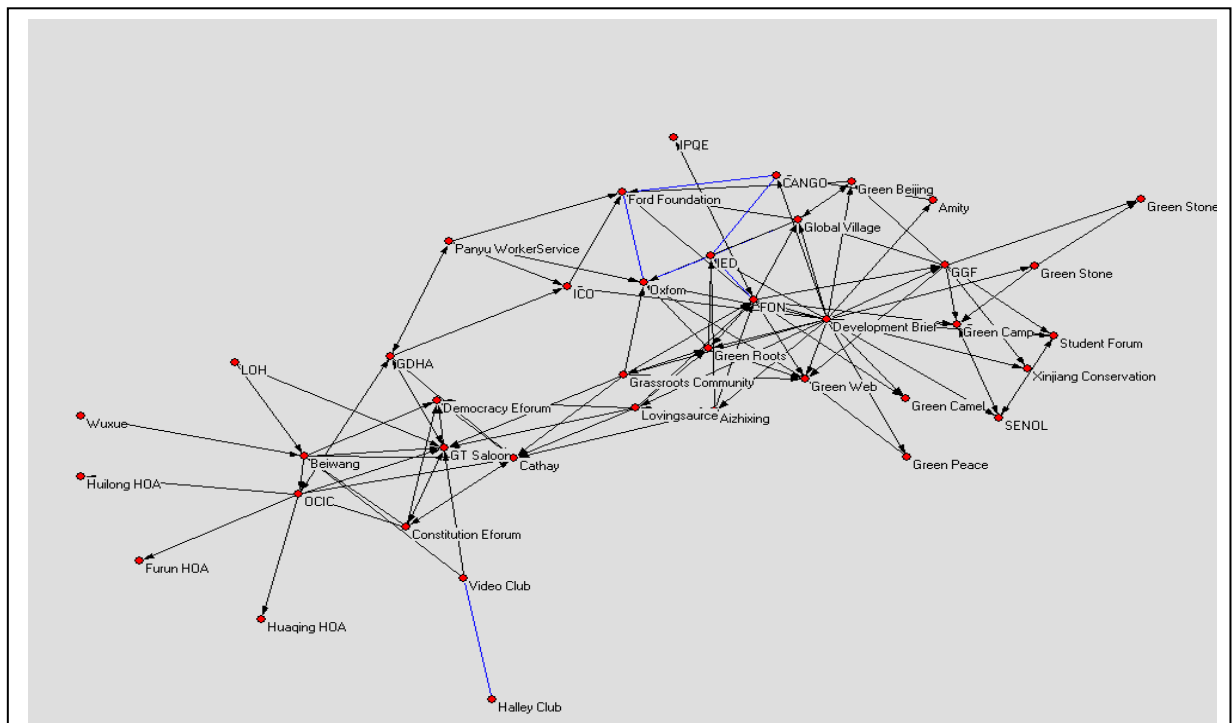 IPQE
CANGO
Green Beijing
Ford Foundation
Amity
Green Stone
Global Village
Panyu WorkerService
IED
GGF
Green Stone
ICO
Oxfom
FON
Development Brief
Green Camp
Student Forum
Green Roots
GDHA
LOH
Grassroots Community
Green Web
Xinjiang Conservation
Democracy Eforum
Lovingsaurce
Aizhixing
Green Camel
SENOL
Wuxue
Beiwang
GT Saloon
Cathay
Green Peace
Huilong HOA
OCIC
Constitution Eforum
Furun HOA
Video Club
Huaqing HOA
Halley Club